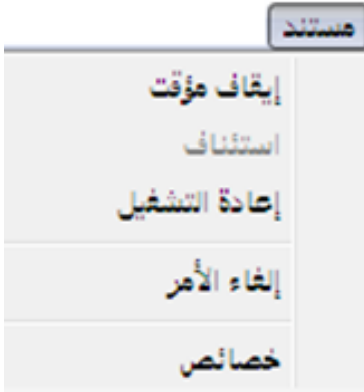 مستند
إيقاف مؤقت
استئناف
إعادة التشغيل
إلغاء الأمر
خصائص